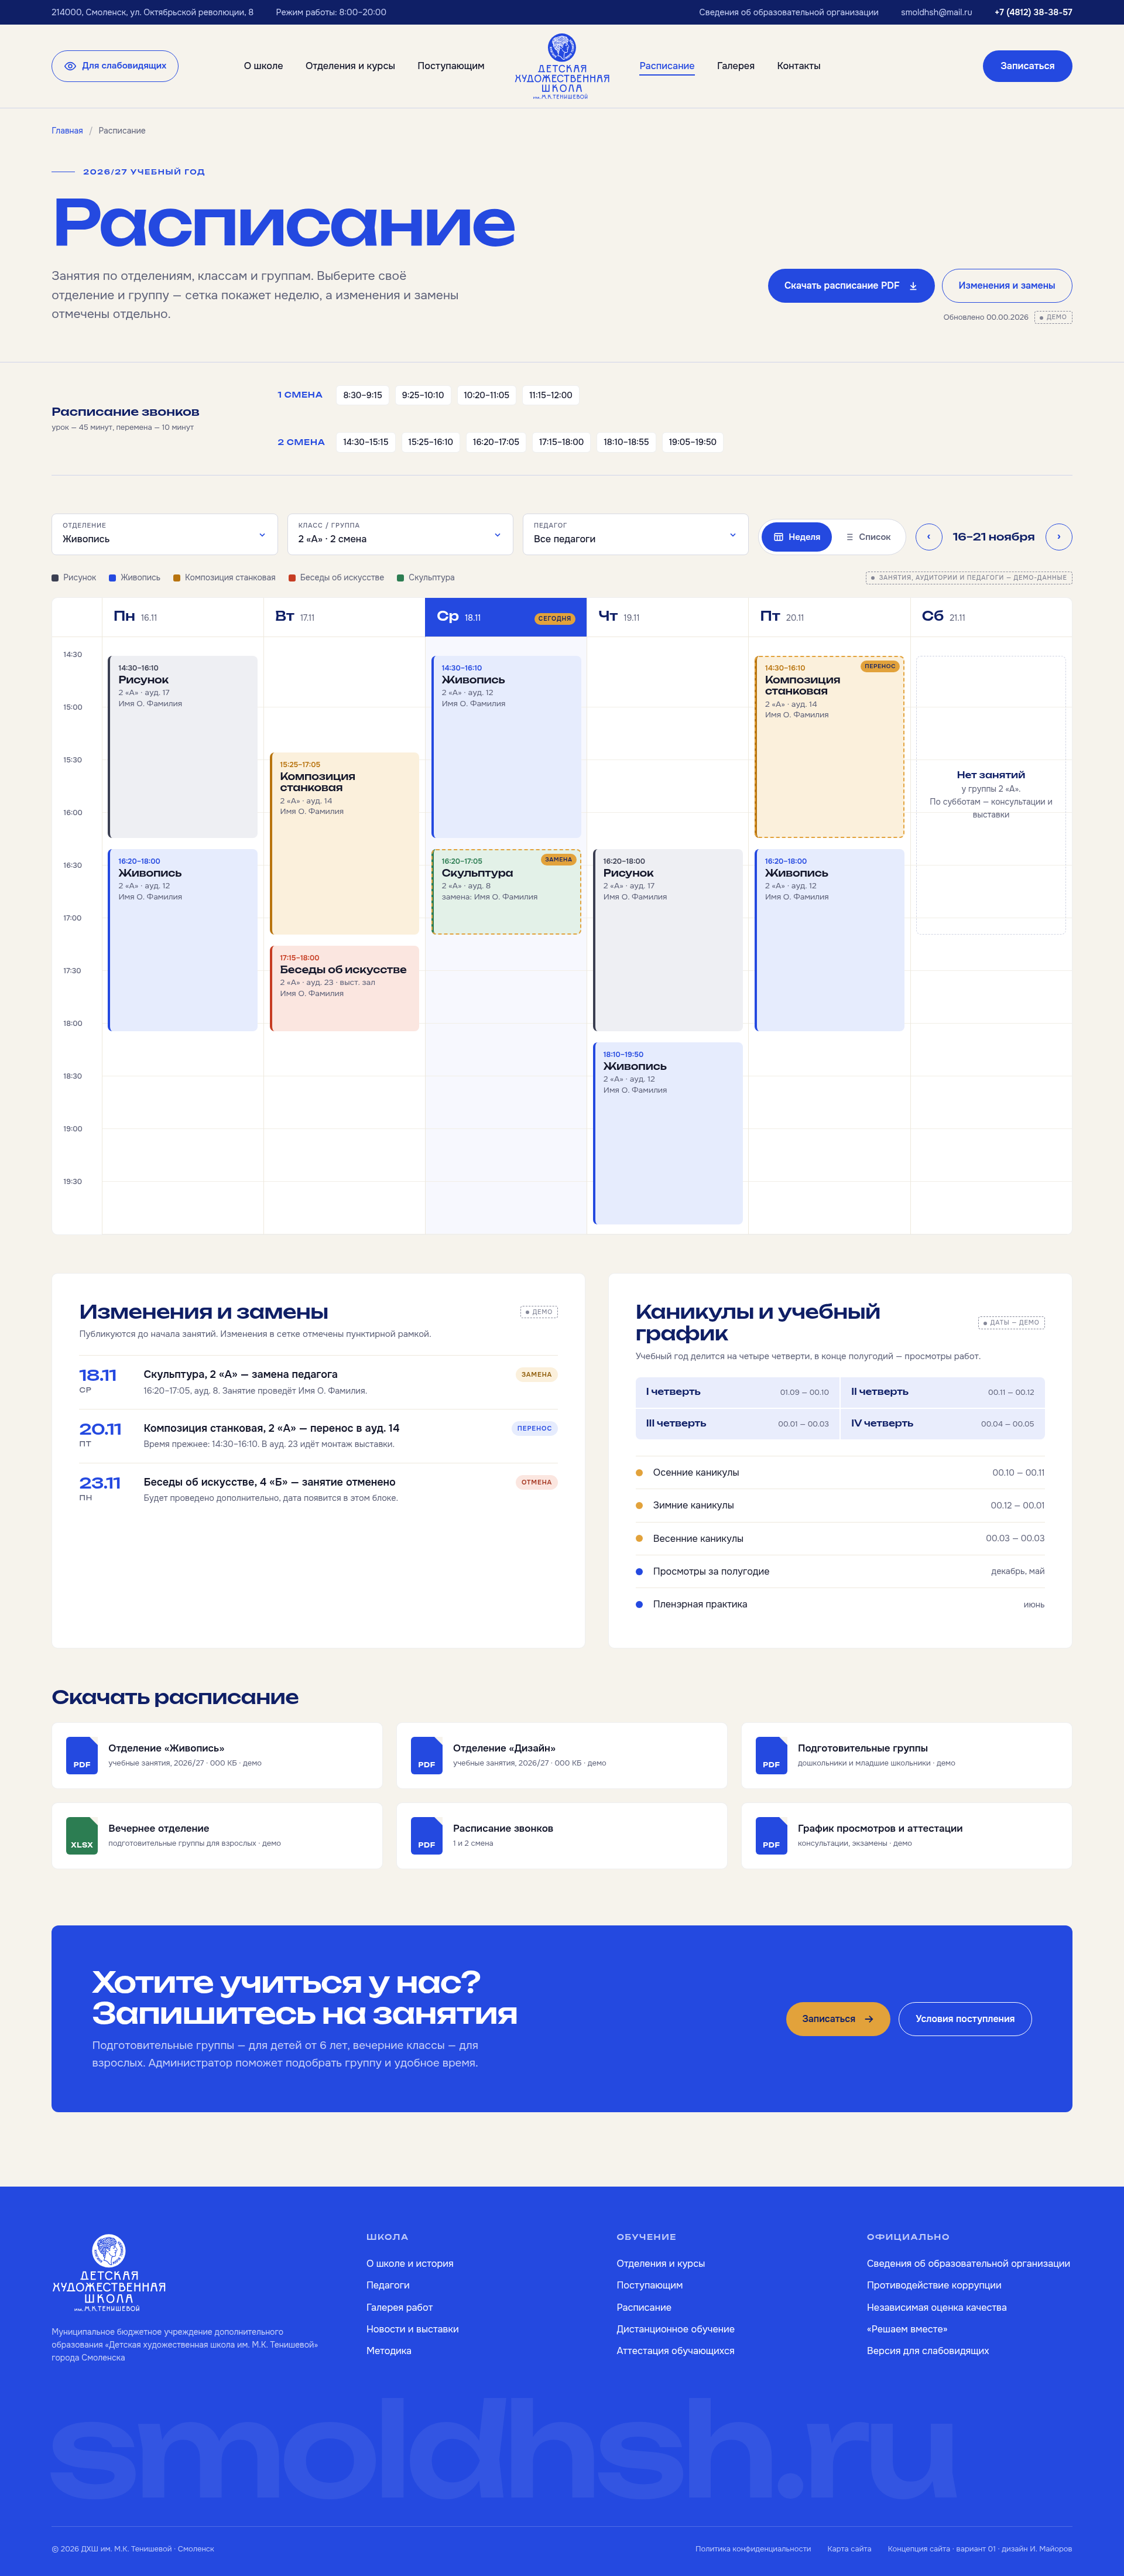 214000, Смоленск, ул. Октябрьской революции, 8
Режим работы: 8:00–20:00
Сведения об образовательной организации
smoldhsh@mail.ru
+7 (4812) 38-38-57
Для слабовидящих
О школе
Отделения и курсы
Поступающим
ДЕТСКАЯ
ХУДОЖЕСТВЕННАЯ
ШКОЛА
им. М.К.ТЕНИШЕВОЙ
Расписание
Галерея
Контакты
Записаться
Главная / Расписание
2026/27 УЧЕБНЫЙ ГОД
Расписание
Занятия по отделениям, классам и группам. Выберите своё
отделение и группу — сетка покажет неделю, а изменения и замены
отмечены отдельно.
Скачать расписание PDF
Изменения и замены
Обновлено 00.00.2026
ДЕМО
Расписание звонков
урок — 45 минут, перемена — 10 минут
1 СМЕНА 8:30–9:15 9:25–10:10 10:20–11:05 11:15–12:00
2 СМЕНА 14:30–15:15 15:25–16:10 16:20–17:05 17:15–18:00 18:10–18:55 19:05–19:50
ОТДЕЛЕНИЕ
Живопись
КЛАСС / ГРУППА
2 «А» · 2 смена
ПЕДАГОГ
Все педагоги
Неделя
Список
‹ 16–21 ноября ›
Рисунок
Живопись
Композиция станковая
Беседы об искусстве
Скульптура
ЗАНЯТИЯ, АУДИТОРИИ И ПЕДАГОГИ — ДЕМО-ДАННЫЕ
Пн 16.11
Вт 17.11
Ср 18.11 СЕГОДНЯ
Чт 19.11
Пт 20.11
Сб 21.11
14:30
15:00
15:30
16:00
16:30
17:00
17:30
18:00
18:30
19:00
19:30
14:30–16:10
Рисунок
2 «А» · ауд. 17
Имя О. Фамилия
16:20–18:00
Живопись
2 «А» · ауд. 12
Имя О. Фамилия
15:25–17:05
Композиция
станковая
2 «А» · ауд. 14
Имя О. Фамилия
17:15–18:00
Беседы об искусстве
2 «А» · ауд. 23 · выст. зал
Имя О. Фамилия
14:30–16:10
Живопись
2 «А» · ауд. 12
Имя О. Фамилия
16:20–17:05
ЗАМЕНА
Скульптура
2 «А» · ауд. 8
замена: Имя О. Фамилия
16:20–18:00
Рисунок
2 «А» · ауд. 17
Имя О. Фамилия
18:10–19:50
Живопись
2 «А» · ауд. 12
Имя О. Фамилия
14:30–16:10
ПЕРЕНОС
Композиция
станковая
2 «А» · ауд. 14
Имя О. Фамилия
16:20–18:00
Живопись
2 «А» · ауд. 12
Имя О. Фамилия
Нет занятий
у группы 2 «А».
По субботам — консультации и
выставки
Изменения и замены
ДЕМО
Публикуются до начала занятий. Изменения в сетке отмечены пунктирной рамкой.
18.11
СР
Скульптура, 2 «А» — замена педагога
16:20–17:05, ауд. 8. Занятие проведёт Имя О. Фамилия.
ЗАМЕНА
20.11
ПТ
Композиция станковая, 2 «А» — перенос в ауд. 14
Время прежнее: 14:30–16:10. В ауд. 23 идёт монтаж выставки.
ПЕРЕНОС
23.11
ПН
Беседы об искусстве, 4 «Б» — занятие отменено
Будет проведено дополнительно, дата появится в этом блоке.
ОТМЕНА
Каникулы и учебный
график
ДАТЫ — ДЕМО
Учебный год делится на четыре четверти, в конце полугодий — просмотры работ.
I четверть 01.09 — 00.10
II четверть 00.11 — 00.12
III четверть 00.01 — 00.03
IV четверть 00.04 — 00.05
Осенние каникулы 00.10 — 00.11
Зимние каникулы 00.12 — 00.01
Весенние каникулы 00.03 — 00.03
Просмотры за полугодие декабрь, май
Пленэрная практика июнь
Скачать расписание
PDF
Отделение «Живопись»
учебные занятия, 2026/27 · 000 КБ · демо
PDF
Отделение «Дизайн»
учебные занятия, 2026/27 · 000 КБ · демо
PDF
Подготовительные группы
дошкольники и младшие школьники · демо
XLSX
Вечернее отделение
подготовительные группы для взрослых · демо
PDF
Расписание звонков
1 и 2 смена
PDF
График просмотров и аттестации
консультации, экзамены · демо
Хотите учиться у нас?
Запишитесь на занятия
Подготовительные группы — для детей от 6 лет, вечерние классы — для
взрослых. Администратор поможет подобрать группу и удобное время.
Записаться
Условия поступления
ДЕТСКАЯ
ХУДОЖЕСТВЕННАЯ
ШКОЛА
им. М.К.ТЕНИШЕВОЙ
Муниципальное бюджетное учреждение дополнительного
образования «Детская художественная школа им. М.К. Тенишевой»
города Смоленска
ШКОЛА
О школе и история
Педагоги
Галерея работ
Новости и выставки
Методика
ОБУЧЕНИЕ
Отделения и курсы
Поступающим
Расписание
Дистанционное обучение
Аттестация обучающихся
ОФИЦИАЛЬНО
Сведения об образовательной организации
Противодействие коррупции
Независимая оценка качества
«Решаем вместе»
Версия для слабовидящих
smoldhsh.ru
© 2026 ДХШ им. М.К. Тенишевой · Смоленск
Политика конфиденциальности
Карта сайта
Концепция сайта · вариант 01 · дизайн И. Майоров